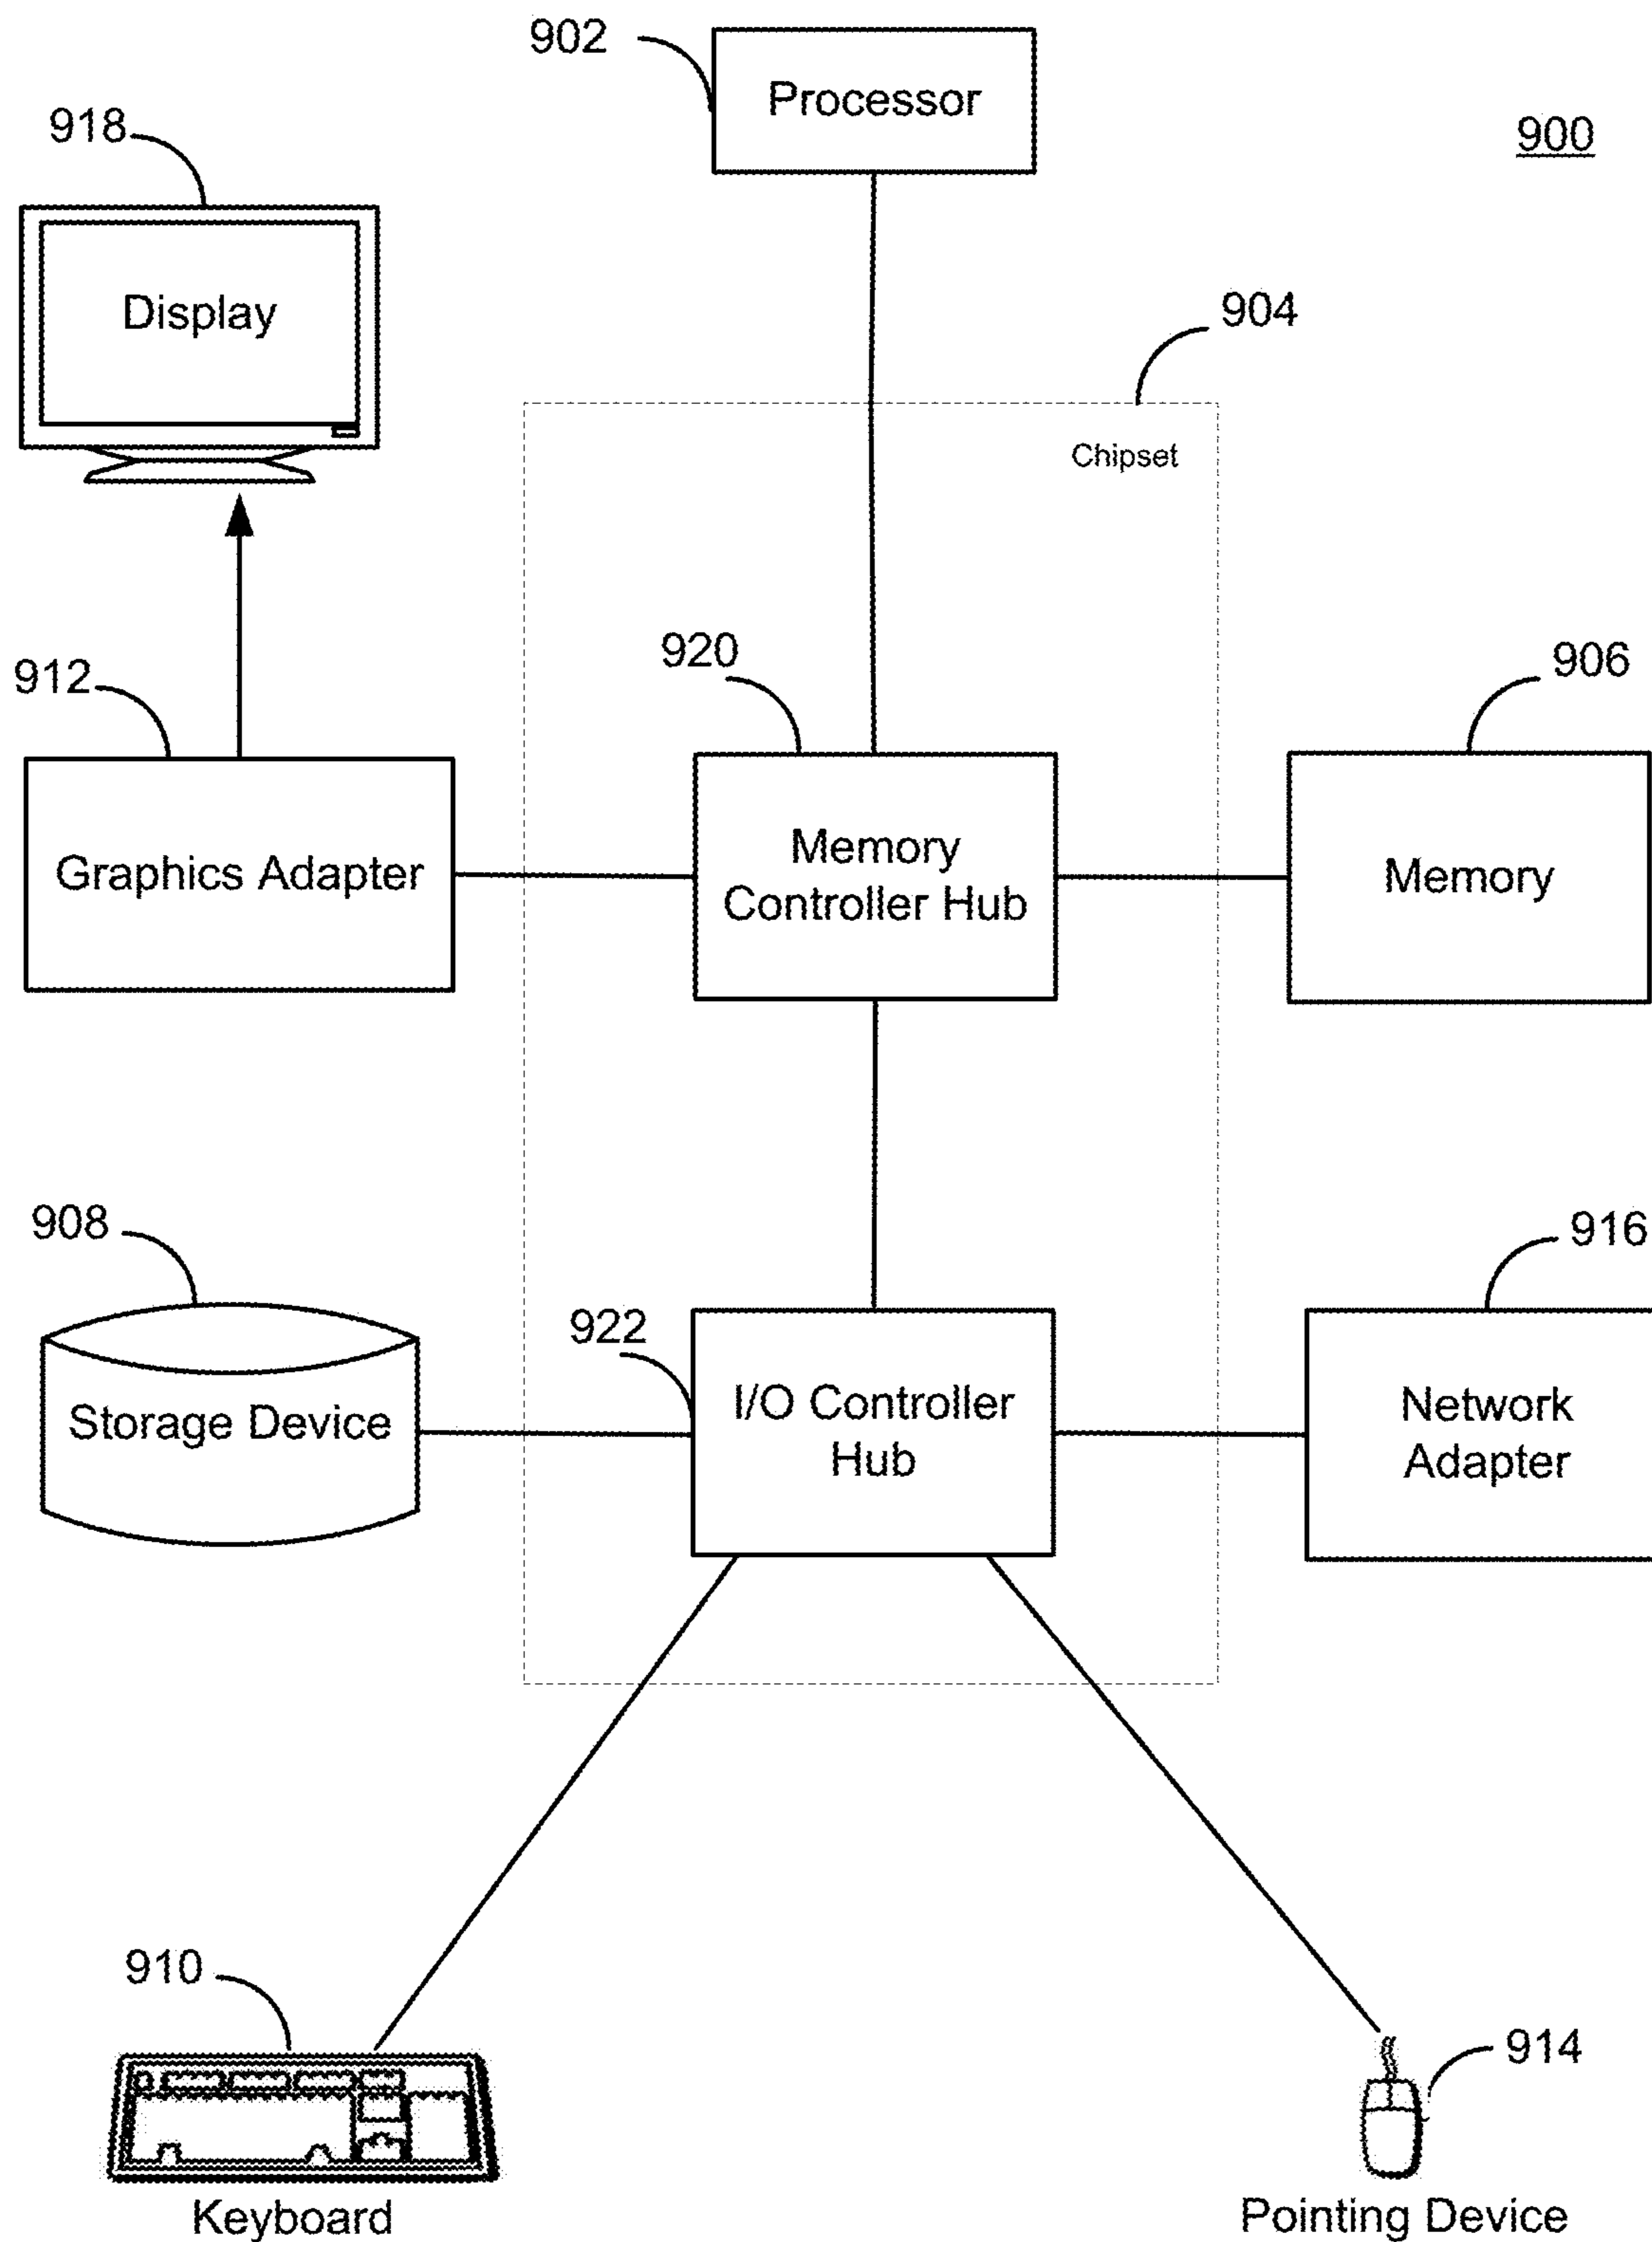 902
Processor
900
918
Display
904
Chipset
920
906
912
Memory
Controller Hub
Graphics Adapter
Memory
908
916
922
I/O Controller
Hub
Storage Device
Network
Adapter
910
914
Keyboard
Pointing Device